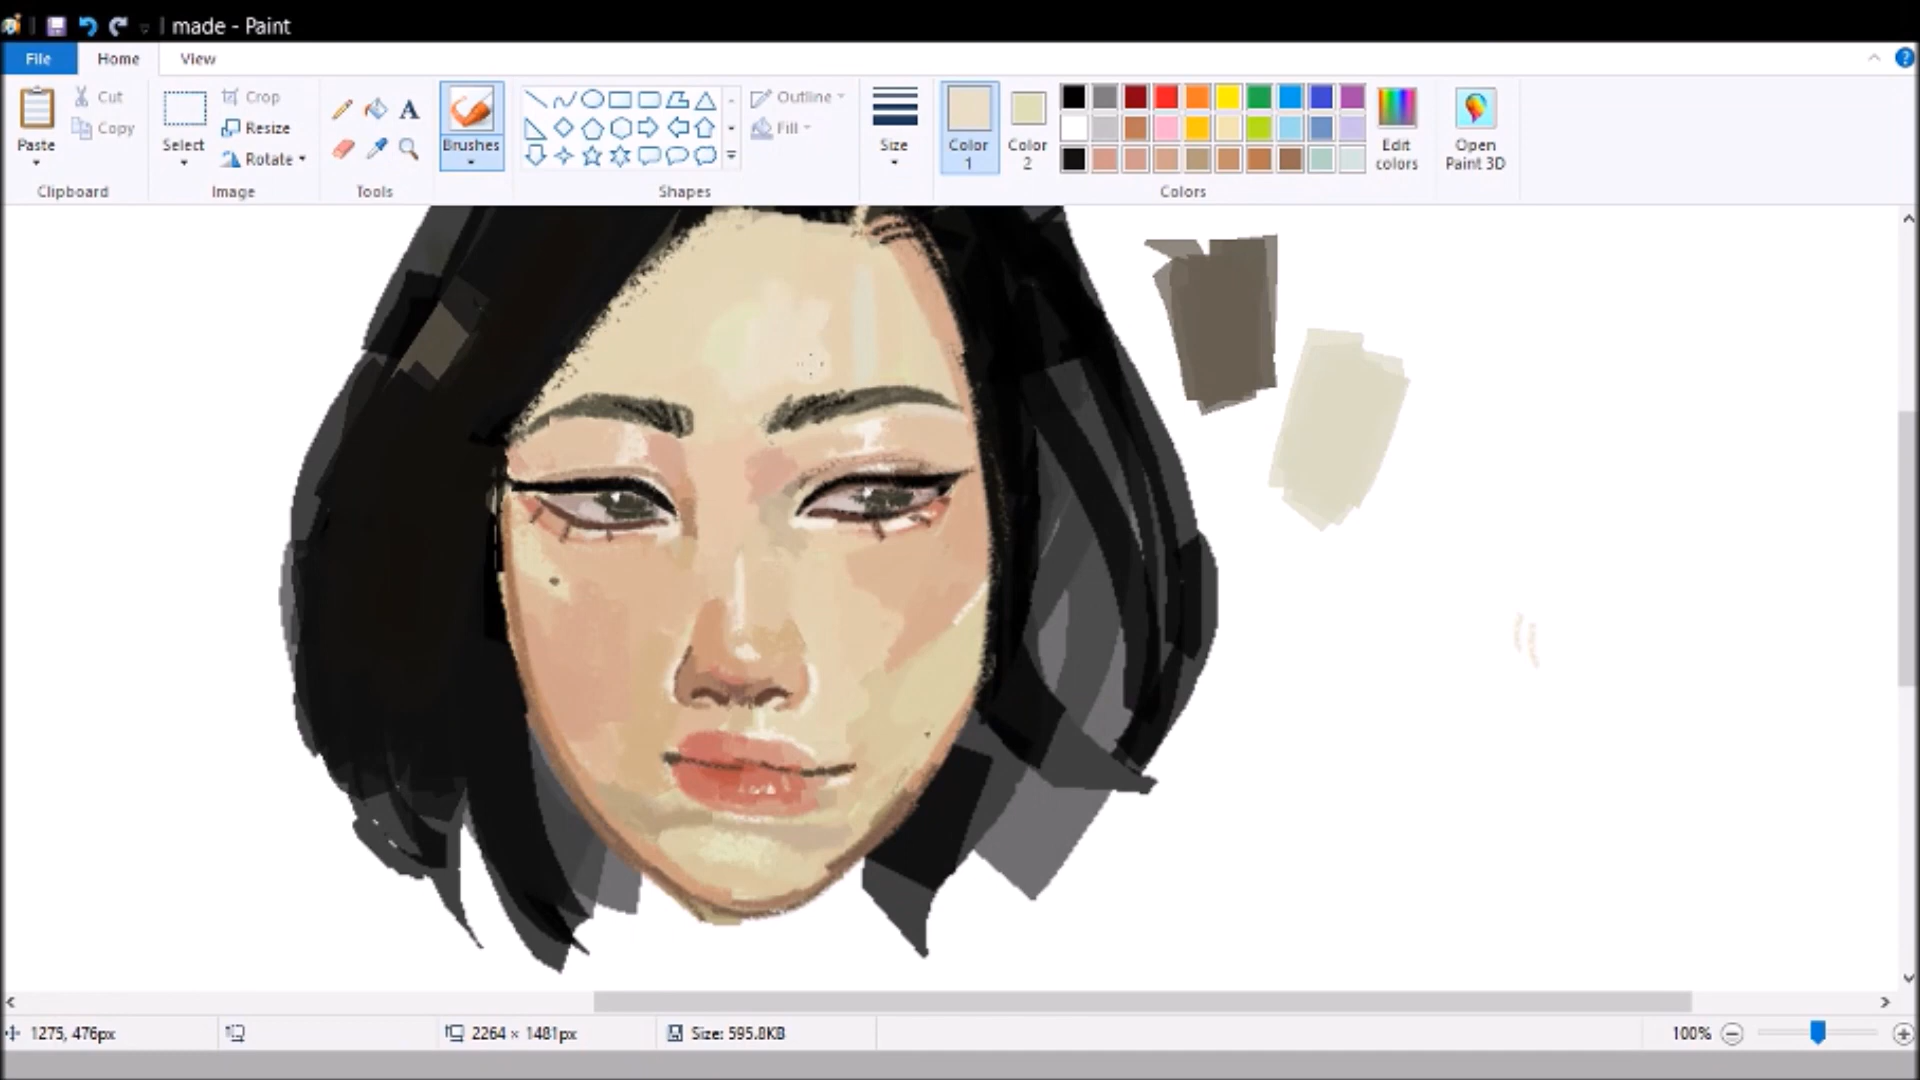 made - Paint
File Home View
Paste Cut Copy
Select Crop Resize Rotate
A
Brushes
Outline Fill
Size
Color 1
Color 2
Edit colors
Open Paint 3D
Clipboard Image Tools Shapes Colors
1275, 476px 2264 × 1481px Size: 595.8KB 100%